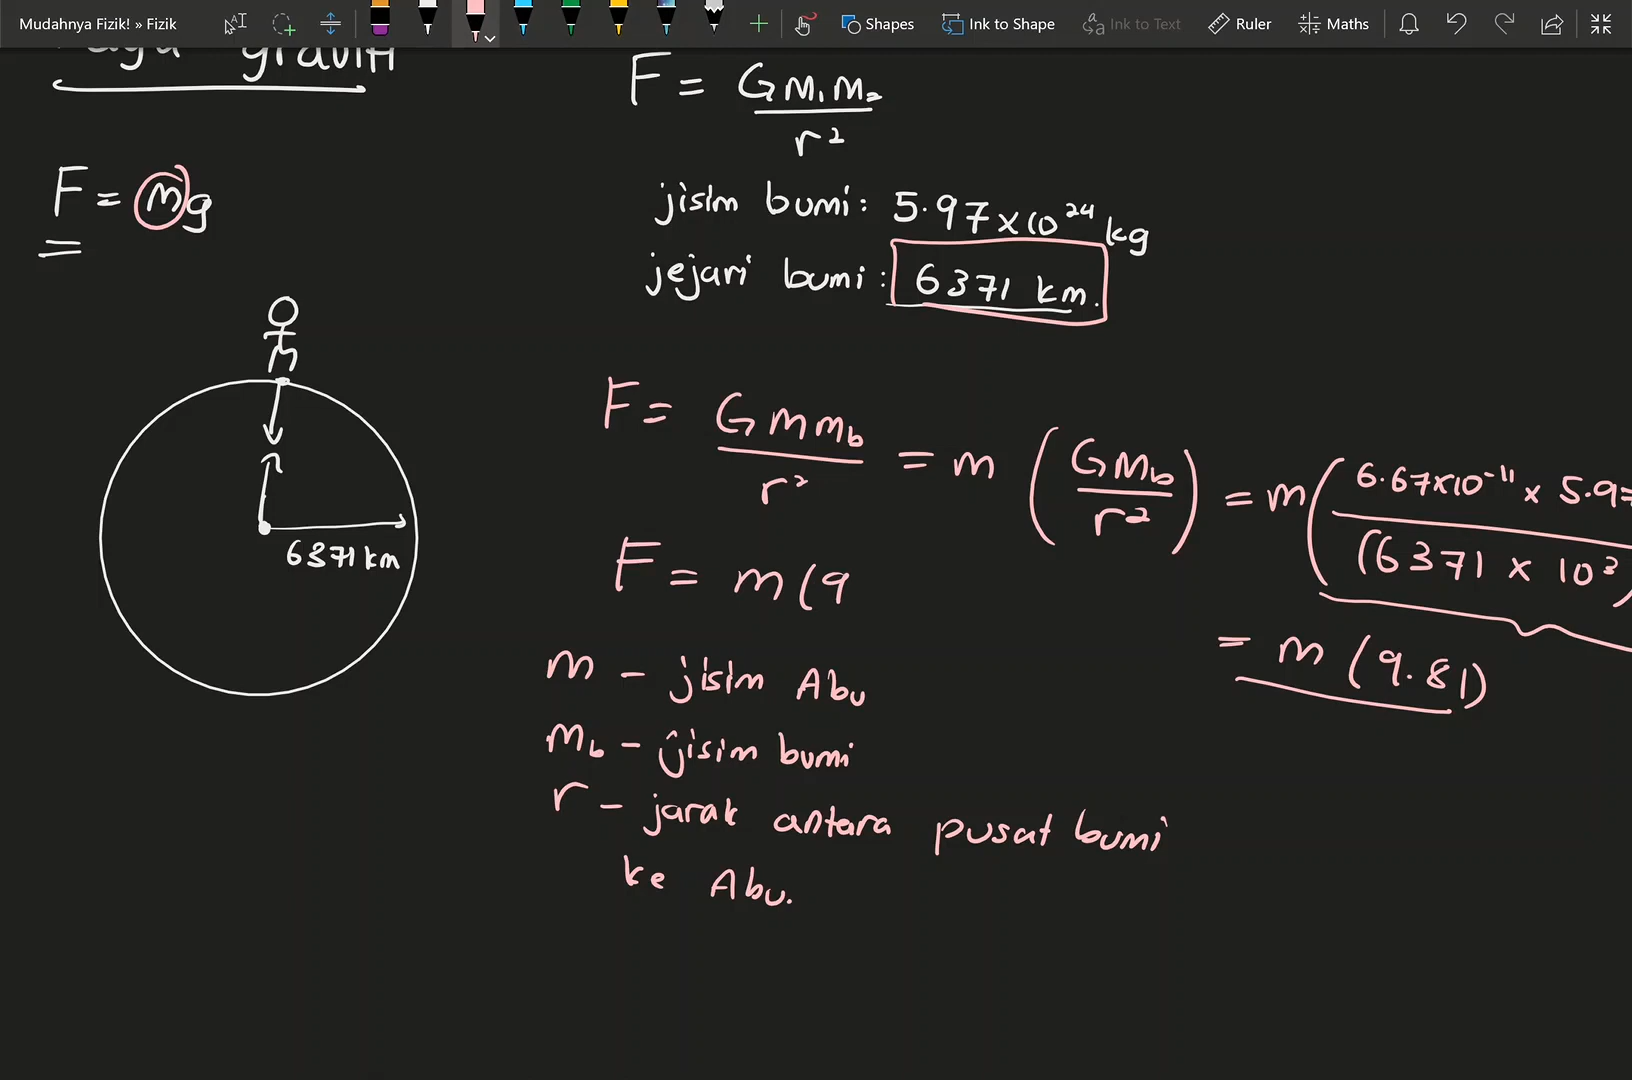 Mudahnya Fizik! » Fizik
Shapes
Ink to Shape
Ink to Text
Ruler
Maths
graviti
F = mg
=
m
6371 km
F = Gm₁m₂ / r²
jisim bumi: 5.97 x 10²⁴ kg
jejari bumi: 6371 km.
F = Gmm_b / r² = m (Gm_b / r²) = m (6.67x10⁻¹¹ x 5.97 / (6371 x 10³)
F = m (9
= m (9.81)
m - jisim Abu
m_b - jisim bumi
r - jarak antara pusat bumi
ke Abu.